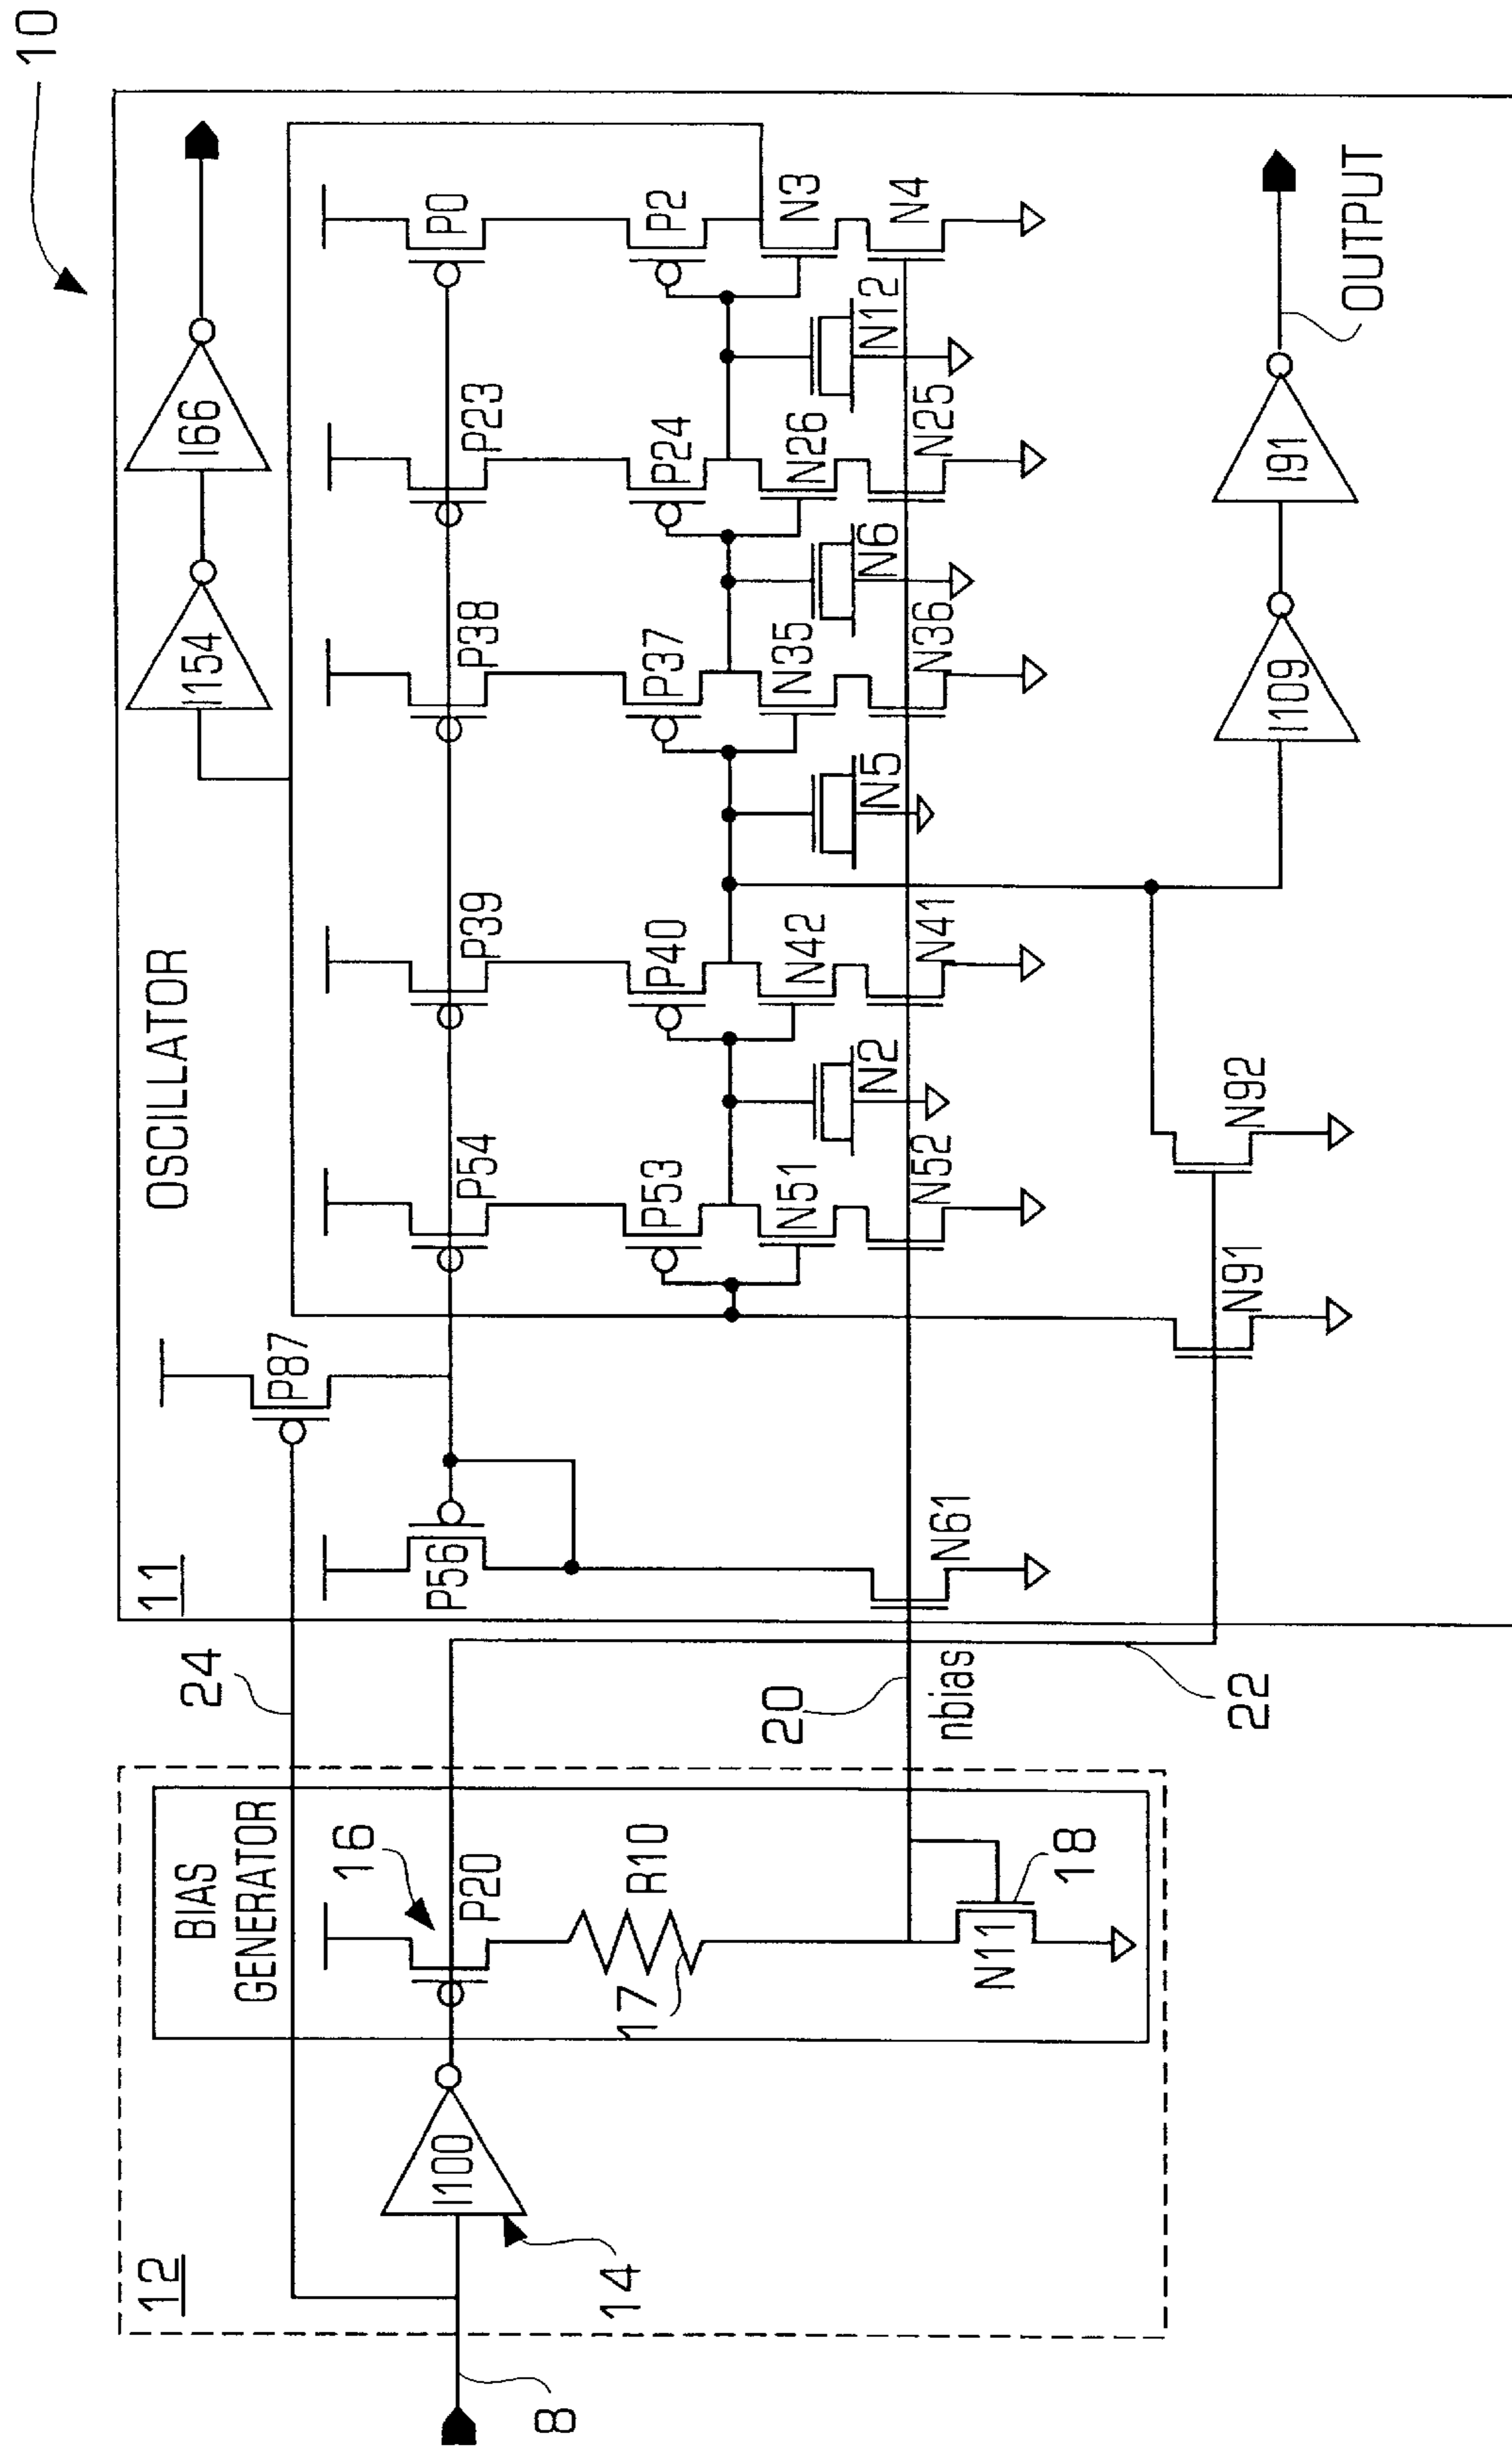 10
I154
I66
OSCILLATOR
11
24
P87
P56
P54
P39
P38
P23
P0
P53
P40
P37
P24
P2
N51
N42
N35
N26
N3
N2
N5
N6
N12
N61
N52
N41
N36
N25
N4
N91
N92
I109
I91
OUTPUT
12
BIAS
GENERATOR
16
P20
R10
17
N11
18
I100
14
8
20
nbias
22